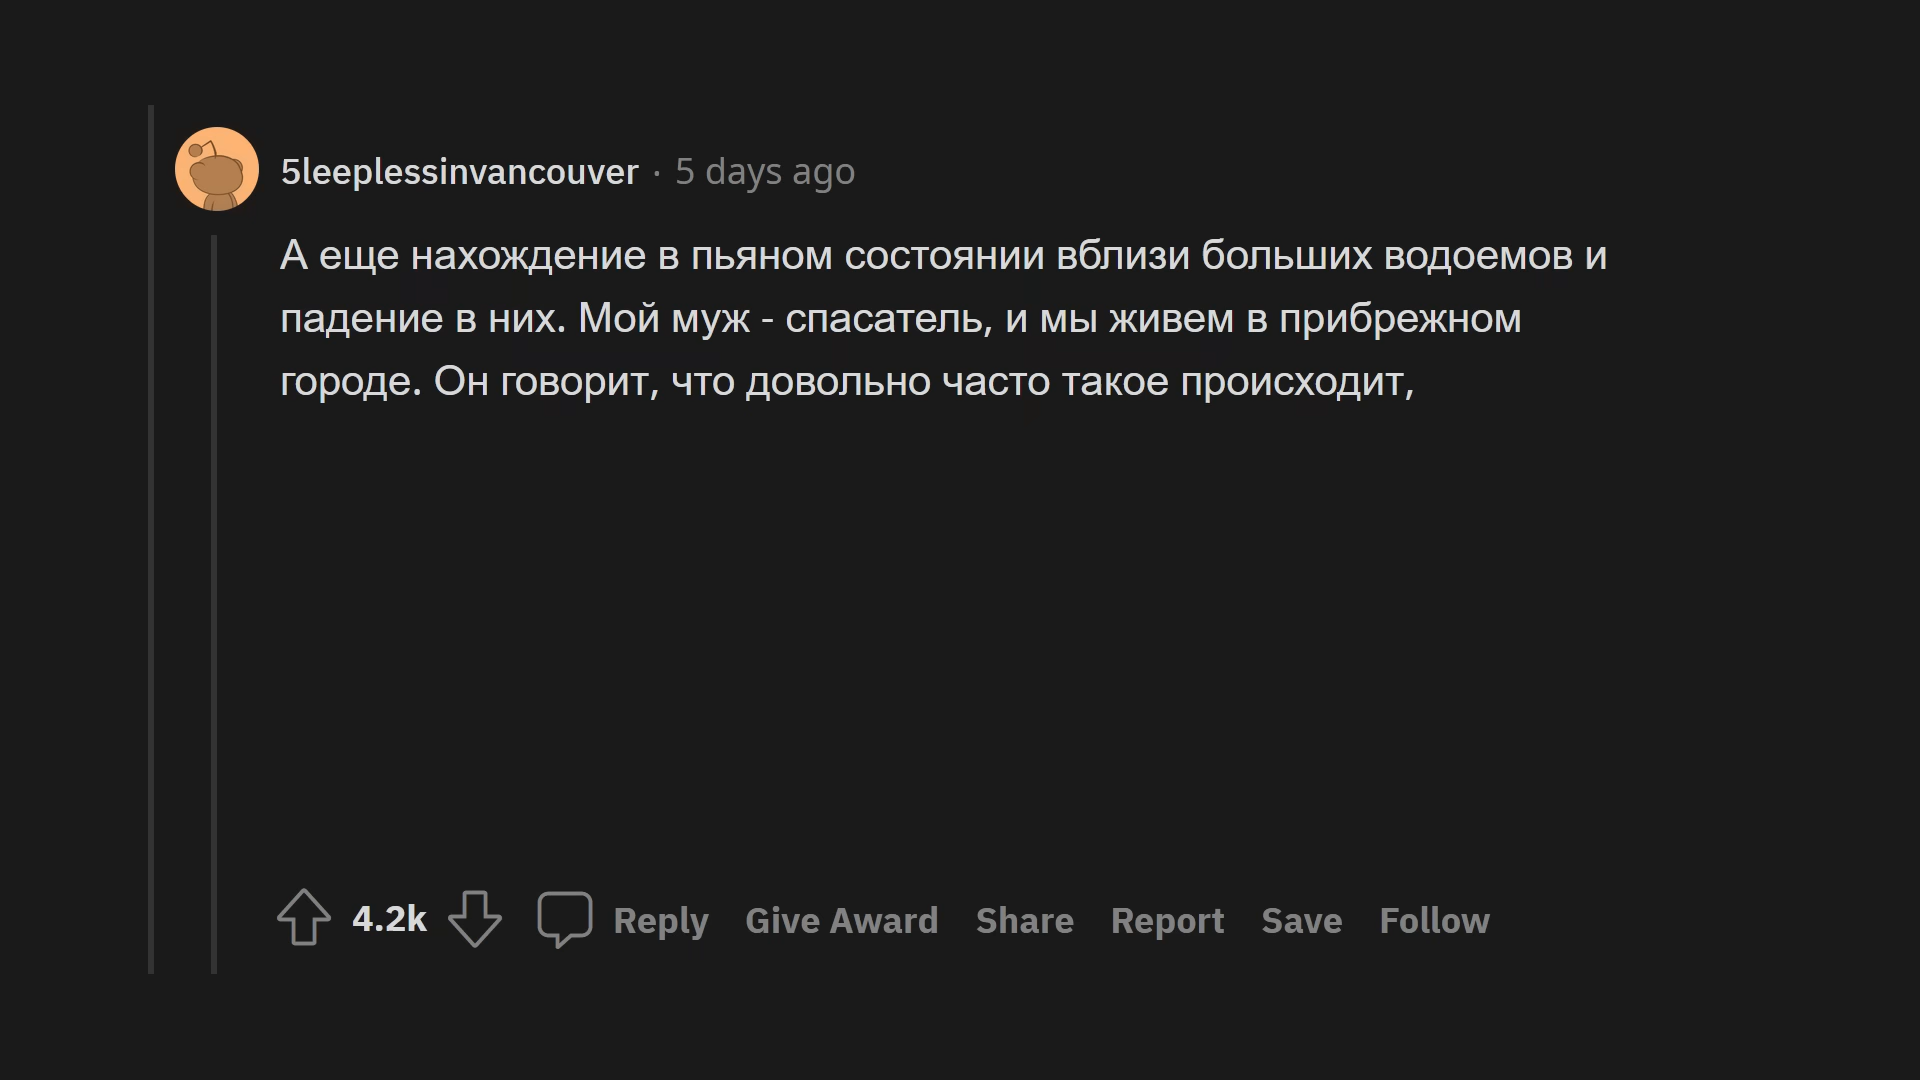 5leeplessinvancouver · 5 days ago
А еще нахождение в пьяном состоянии вблизи больших водоемов и
падение в них. Мой муж - спасатель, и мы живем в прибрежном
городе. Он говорит, что довольно часто такое происходит,
4.2k Reply Give Award Share Report Save Follow